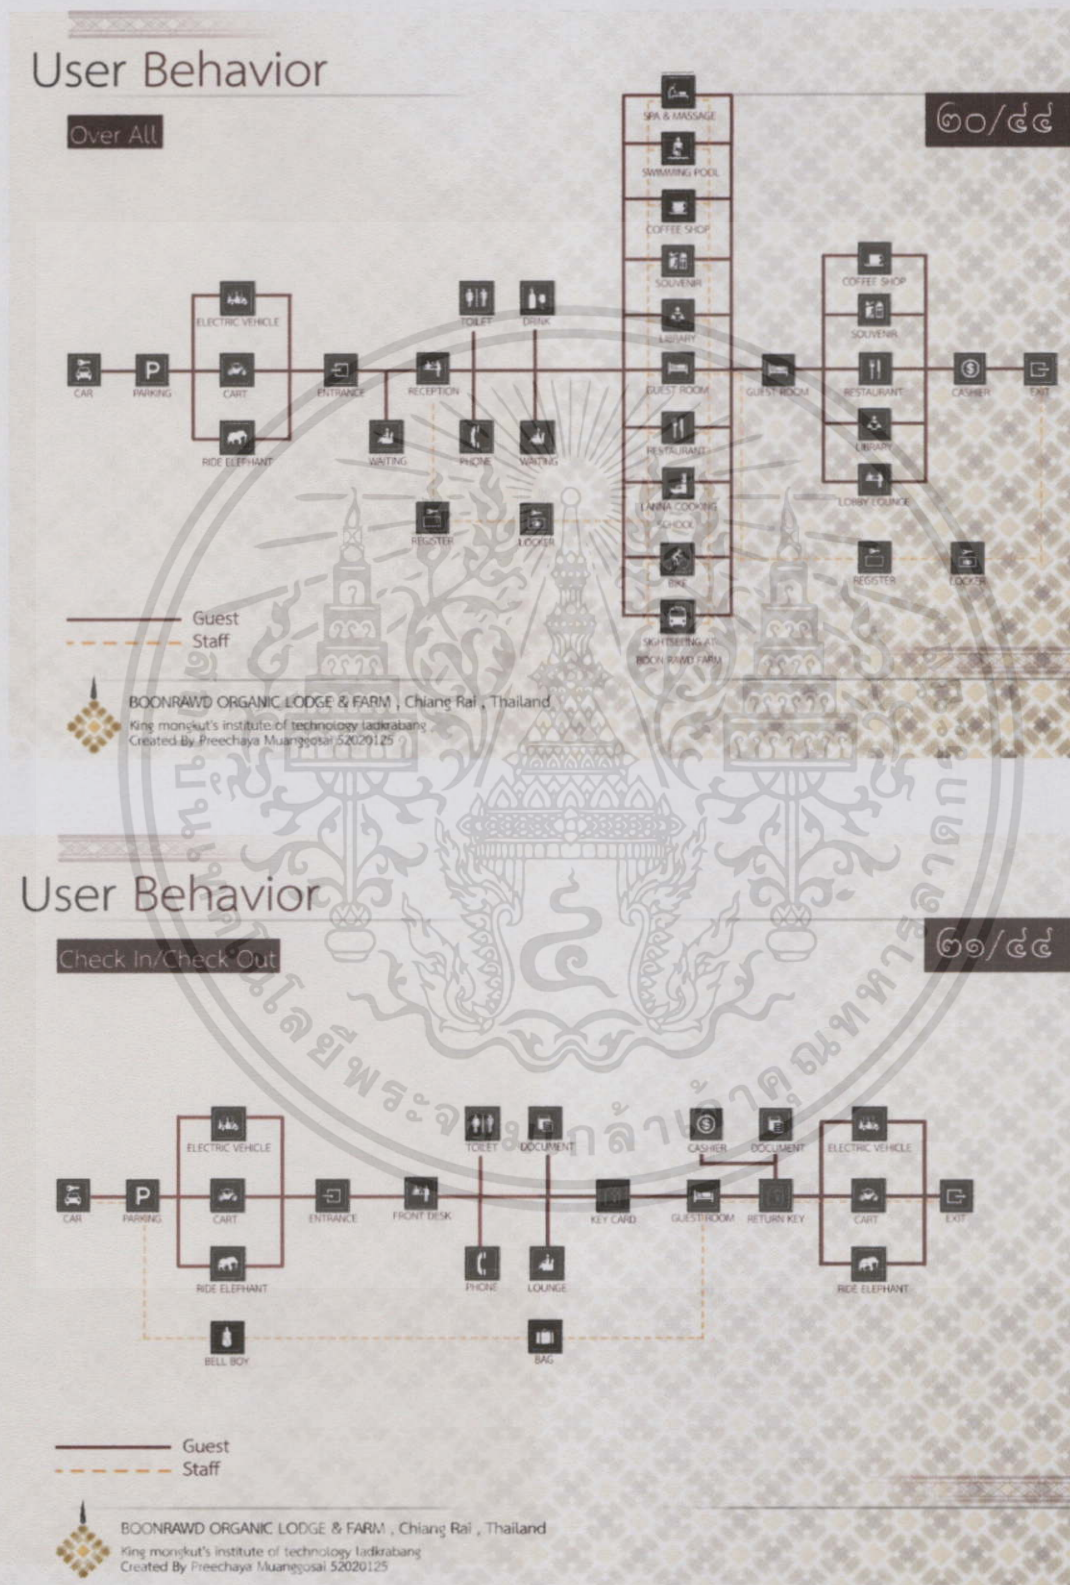 User Behavior
Over All
๒๐/๔๔
SPA & MASSAGE
SWIMMING POOL
COFFEE SHOP
SOUVENIR
LIBRARY
GUEST ROOM
RESTAURANT
LANNA COOKING
SCHOOL
BIKE
SIGHTSEEING AT
BOON RAWD FARM
ELECTRIC VEHICLE
TOILET
DRINK
COFFEE SHOP
SOUVENIR
CAR
P
PARKING
CART
ENTRANCE
RECEPTION
GUEST ROOM
RESTAURANT
CASHIER
EXIT
RIDE ELEPHANT
WAITING
PHONE
WAITING
LIBRARY
LOBBY LOUNGE
REGISTER
LOCKER
REGISTER
LOCKER
Guest
Staff
BOONRAWD ORGANIC LODGE & FARM , Chiang Rai , Thailand
King mongkut's institute of technology ladkrabang
Created By Preechaya Muanggosai 52020125
User Behavior
Check In/Check Out
๒๑/๔๔
ELECTRIC VEHICLE
TOILET
DOCUMENT
CASHIER
DOCUMENT
ELECTRIC VEHICLE
CAR
P
PARKING
CART
ENTRANCE
FRONT DESK
KEY CARD
GUEST ROOM
RETURN KEY
CART
EXIT
RIDE ELEPHANT
PHONE
LOUNGE
RIDE ELEPHANT
BELL BOY
BAG
Guest
Staff
BOONRAWD ORGANIC LODGE & FARM , Chiang Rai , Thailand
King mongkut's institute of technology ladkrabang
Created By Preechaya Muanggosai 52020125